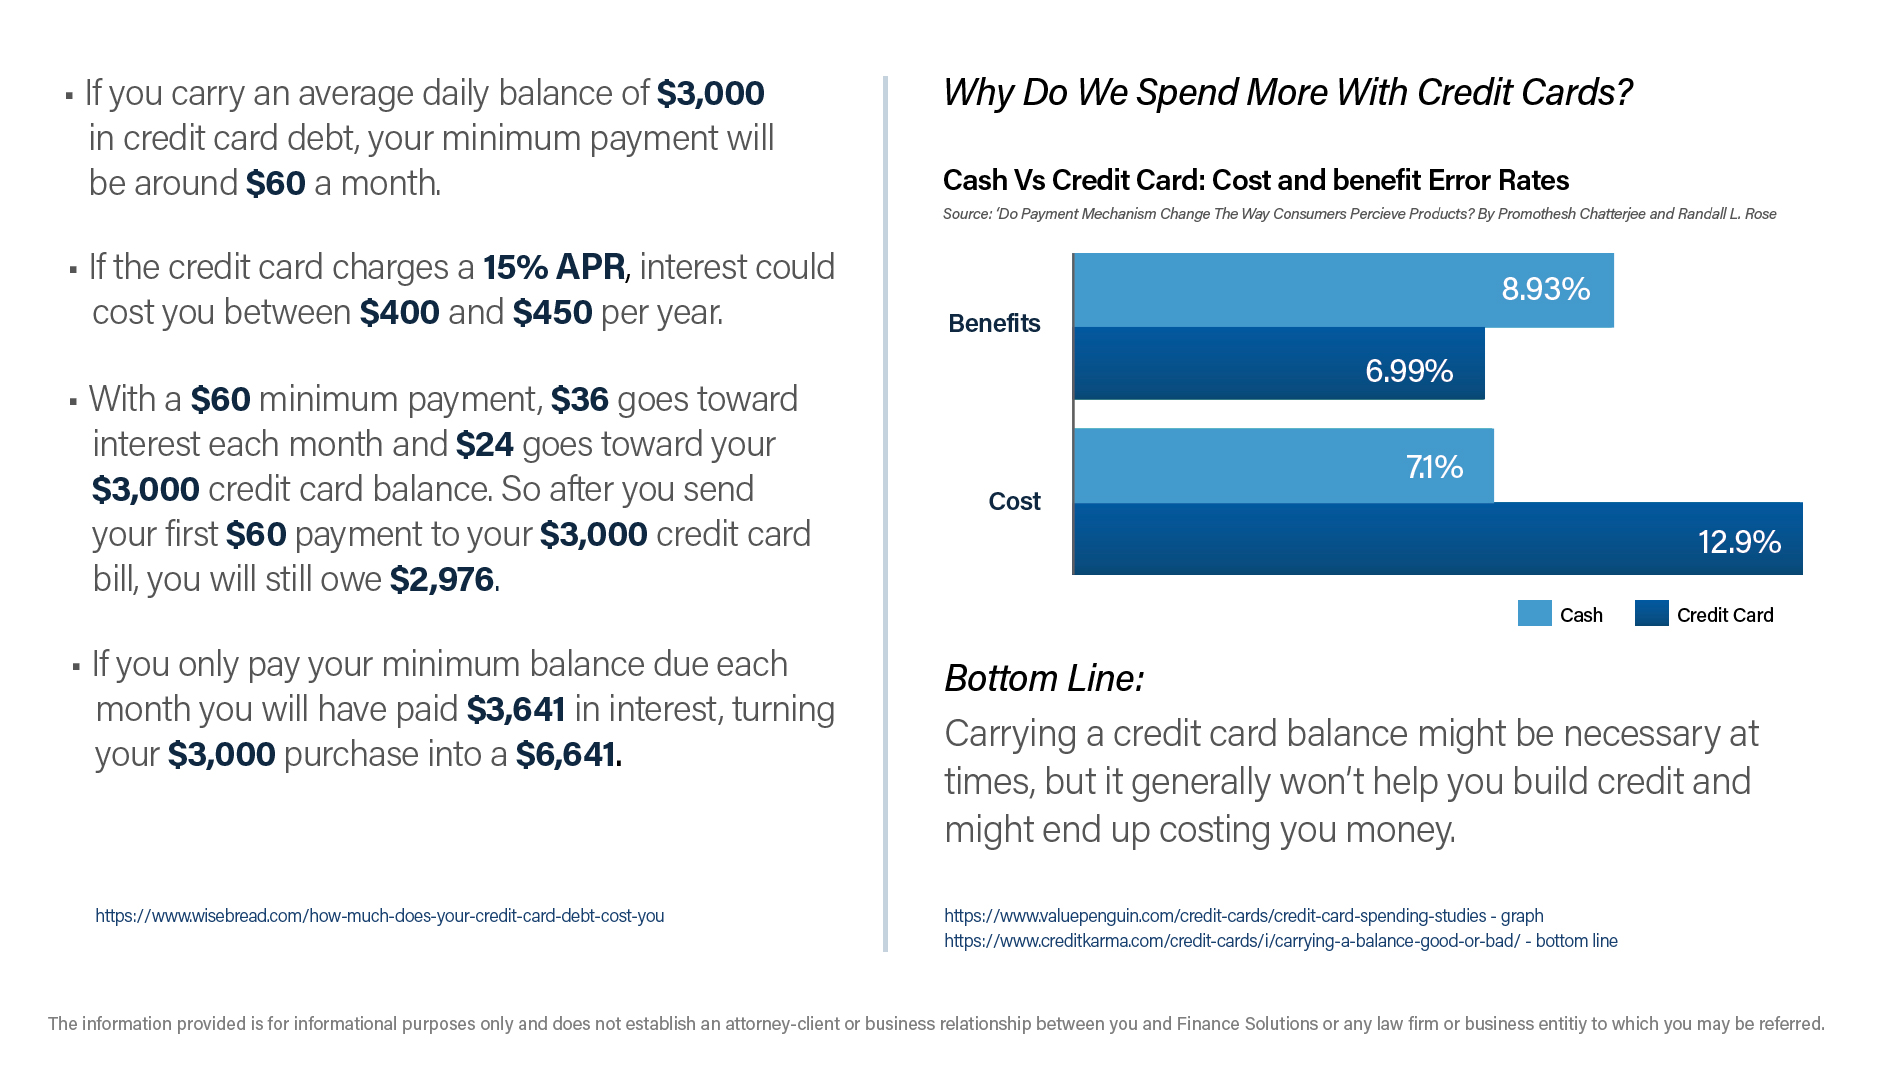 ▪ If you carry an average daily balance of $3,000
in credit card debt, your minimum payment will
be around $60 a month.
▪ If the credit card charges a 15% APR, interest could
cost you between $400 and $450 per year.
▪ With a $60 minimum payment, $36 goes toward
interest each month and $24 goes toward your
$3,000 credit card balance. So after you send
your first $60 payment to your $3,000 credit card
bill, you will still owe $2,976.
▪ If you only pay your minimum balance due each
month you will have paid $3,641 in interest, turning
your $3,000 purchase into a $6,641.
https://www.wisebread.com/how-much-does-your-credit-card-debt-cost-you
Why Do We Spend More With Credit Cards?
Cash Vs Credit Card: Cost and benefit Error Rates
Source: 'Do Payment Mechanism Change The Way Consumers Percieve Products? By Promothesh Chatterjee and Randall L. Rose
Benefits
8.93%
6.99%
Cost
7.1%
12.9%
Cash
Credit Card
Bottom Line:
Carrying a credit card balance might be necessary at
times, but it generally won't help you build credit and
might end up costing you money.
https://www.valuepenguin.com/credit-cards/credit-card-spending-studies - graph
https://www.creditkarma.com/credit-cards/i/carrying-a-balance-good-or-bad/ - bottom line
The information provided is for informational purposes only and does not establish an attorney-client or business relationship between you and Finance Solutions or any law firm or business entitiy to which you may be referred.